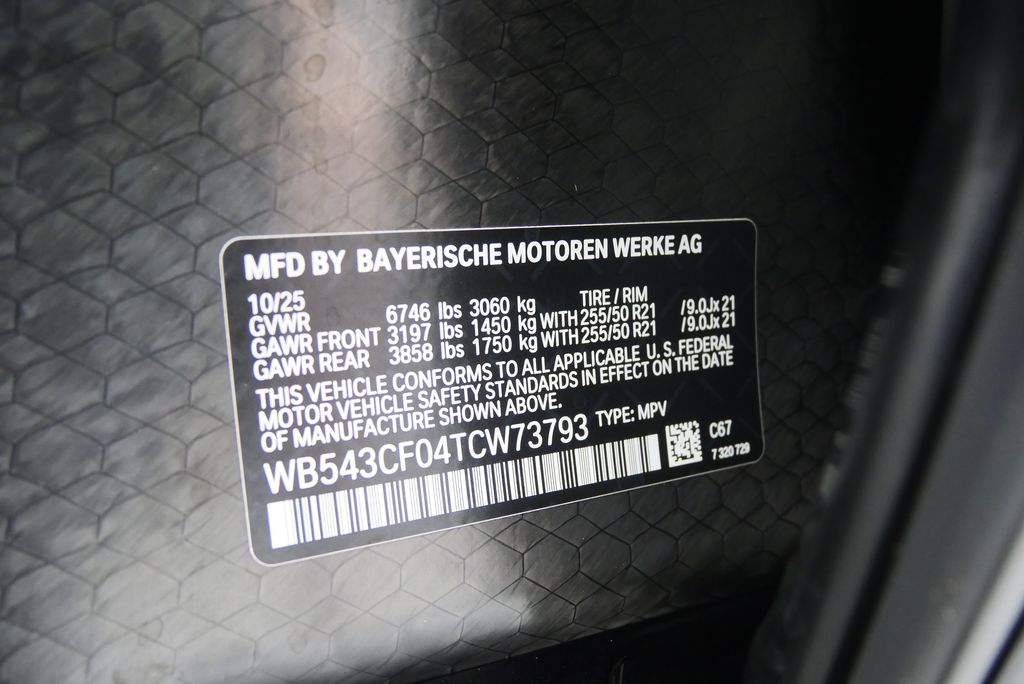 MFD BY BAYERISCHE MOTOREN WERKE AG
10/25 TIRE / RIM
GVWR 6746 lbs 3060 kg
GAWR FRONT 3197 lbs 1450 kg WITH 255/50 R21 /9.0Jx 21
GAWR REAR 3858 lbs 1750 kg WITH 255/50 R21 /9.0Jx 21
THIS VEHICLE CONFORMS TO ALL APPLICABLE U. S. FEDERAL
MOTOR VEHICLE SAFETY STANDARDS IN EFFECT ON THE DATE
OF MANUFACTURE SHOWN ABOVE.
WB543CF04TCW73793 TYPE: MPV
C67
7 320 729